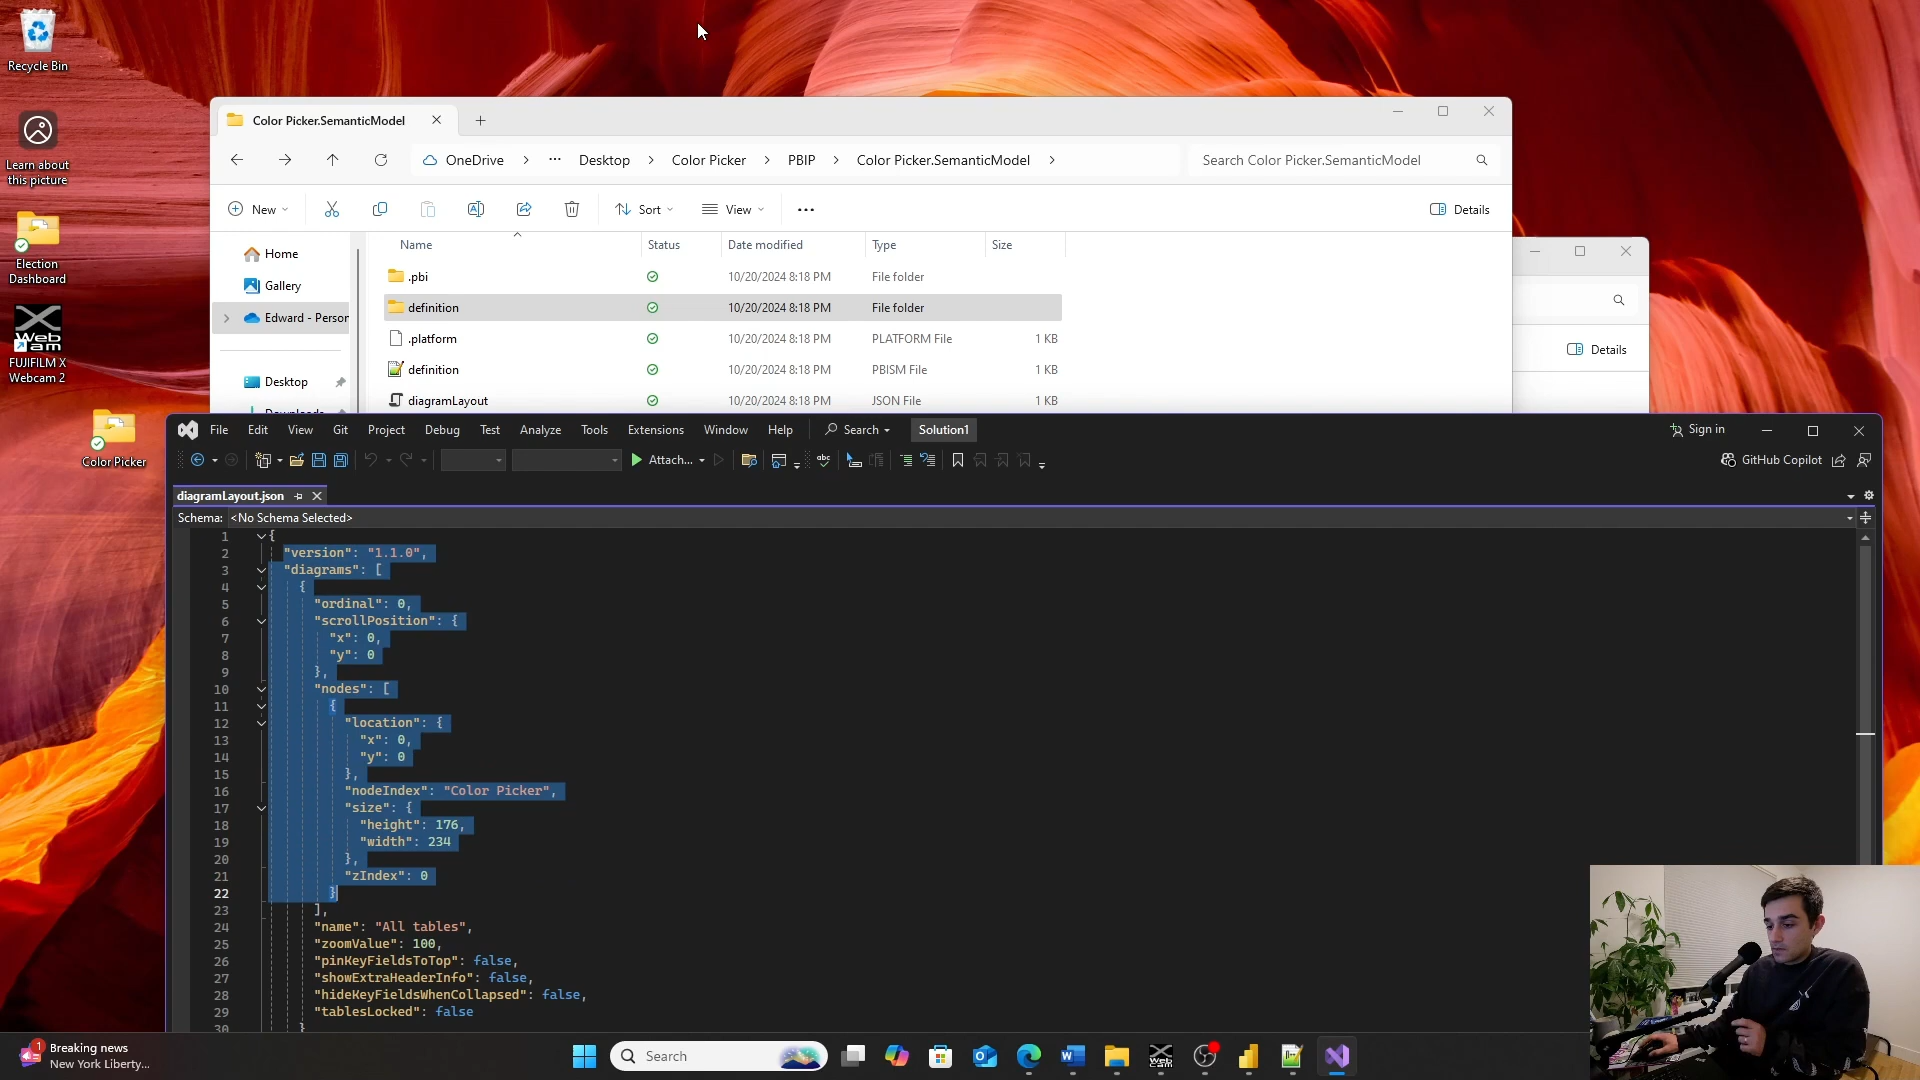 Recycle Bin
Learn about
this picture
Election
Dashboard
FUJIFILM X
Webcam 2
Color Picker
Color Picker.SemanticModel
OneDrive > ... Desktop > Color Picker > PBIP > Color Picker.SemanticModel >
Search Color Picker.SemanticModel
New
Sort
View
Details
Home
Gallery
Edward - Person
Desktop
Downloads
Name Status Date modified Type Size
.pbi 10/20/2024 8:18 PM File folder
definition 10/20/2024 8:18 PM File folder
.platform 10/20/2024 8:18 PM PLATFORM File 1 KB
definition 10/20/2024 8:18 PM PBISM File 1 KB
diagramLayout 10/20/2024 8:18 PM JSON File 1 KB
Details
File Edit View Git Project Debug Test Analyze Tools Extensions Window Help Search Solution1 Sign in
Attach... GitHub Copilot
diagramLayout.json
Schema: <No Schema Selected>
1 {
2 "version": "1.1.0",
3 "diagrams": [
4 {
5 "ordinal": 0,
6 "scrollPosition": {
7 "x": 0,
8 "y": 0
9 },
10 "nodes": [
11 {
12 "location": {
13 "x": 0,
14 "y": 0
15 },
16 "nodeIndex": "Color Picker",
17 "size": {
18 "height": 176,
19 "width": 234
20 },
21 "zIndex": 0
22 }
23 ],
24 "name": "All tables",
25 "zoomValue": 100,
26 "pinKeyFieldsToTop": false,
27 "showExtraHeaderInfo": false,
28 "hideKeyFieldsWhenCollapsed": false,
29 "tablesLocked": false
30 }
1
Breaking news
New York Liberty...
Search